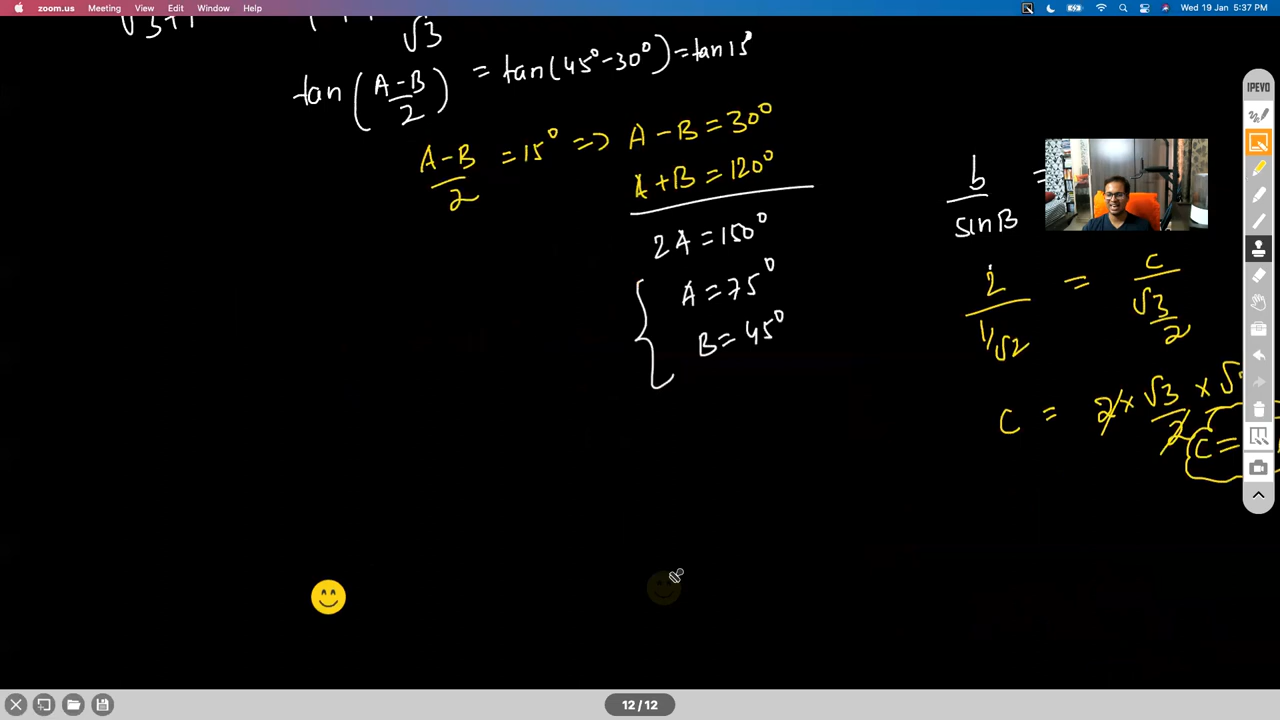 zoom.us Meeting View Edit Window Help
Wed 19 Jan 5:37 PM
√3+1
√3
tan(A-B/2) = tan(45°-30°) = tan15°
A-B/2 = 15° => A-B = 30°
A+B = 120°
2A = 150°
A = 75°
B = 45°
b/sinB =
2/1/√2 = c/√3/2
c = 2 × √3/2 × √
c =
IPEVO
12 / 12